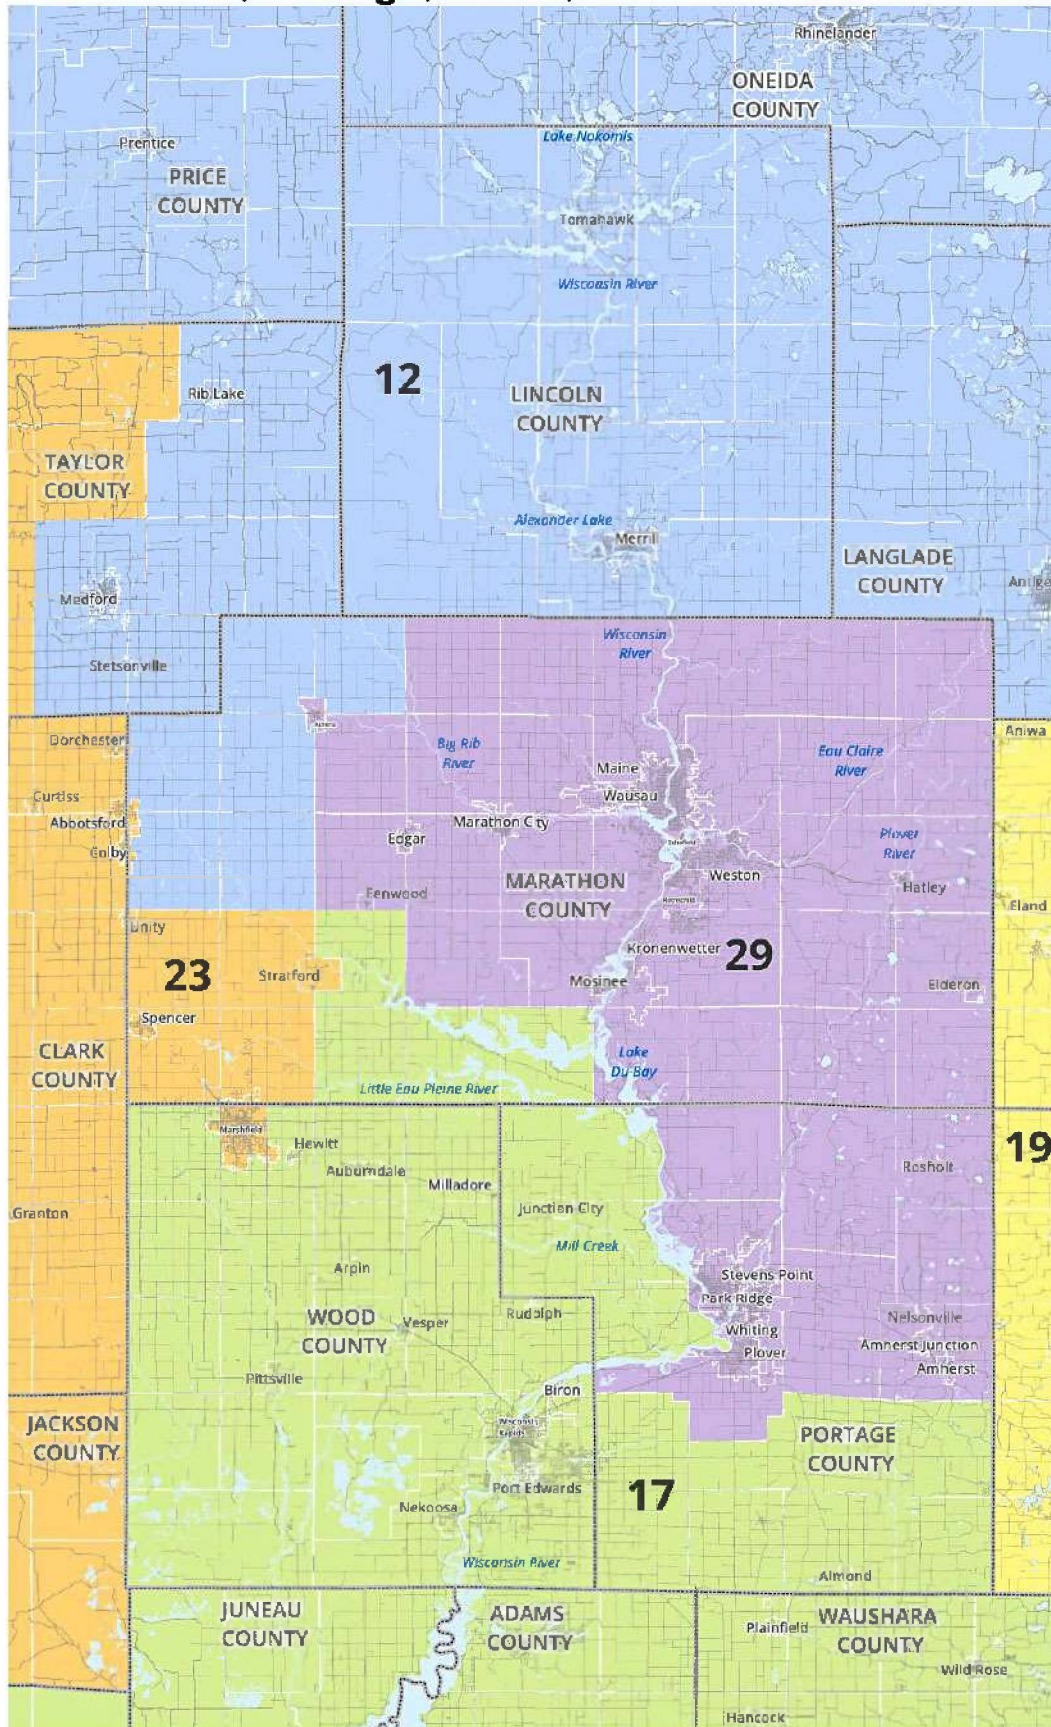 Rhinelander
ONEIDA
COUNTY
Lake Nokomis
Prentice
PRICE
COUNTY
Tomahawk
Wisconsin River
12
Rib Lake
LINCOLN
COUNTY
TAYLOR
COUNTY
Alexander Lake
Merrill
LANGLADE
COUNTY
Medford
Wisconsin
River
Stetsonville
Aniwa
Dorchester
Big Rib
River
Eau Claire
River
Maine
Wausau
Curtiss
Abbotsford
Marathon City
Plover
River
Edgar
Colby
Schofield
Weston
MARATHON
COUNTY
Hatley
Fenwood
Rothschild
Eland
Unity
Kronenwetter
29
23
Stratford
Mosinee
Elderon
Spencer
CLARK
COUNTY
Lake
Du Bay
Little Eau Pleine River
Marshfield
Hewitt
19
Auburndale
Rosholt
Milladore
Granton
Junction City
Mill Creek
Arpin
Stevens Point
Park Ridge
WOOD
COUNTY
Rudolph
Nelsonville
Vesper
Whiting
Plover
Amherst Junction
Amherst
Pittsville
Biron
JACKSON
COUNTY
Wisconsin
Rapids
PORTAGE
COUNTY
Port Edwards
17
Nekoosa
Wisconsin River
Almond
JUNEAU
COUNTY
ADAMS
COUNTY
WAUSHARA
COUNTY
Plainfield
Wild Rose
Hancock